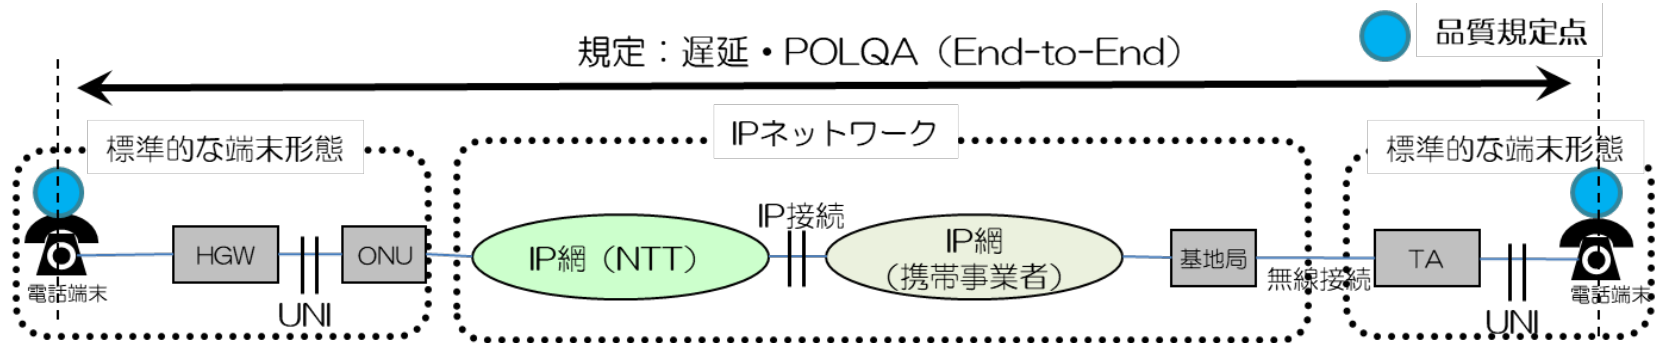 品質規定点
規定：遅延・POLQA（End-to-End）
標準的な端末形態
IPネットワーク
標準的な端末形態
電話端末
HGW
UNI
ONU
IP網（NTT）
IP接続
IP網
（携帯事業者）
基地局
無線接続
TA
UNI
電話端末